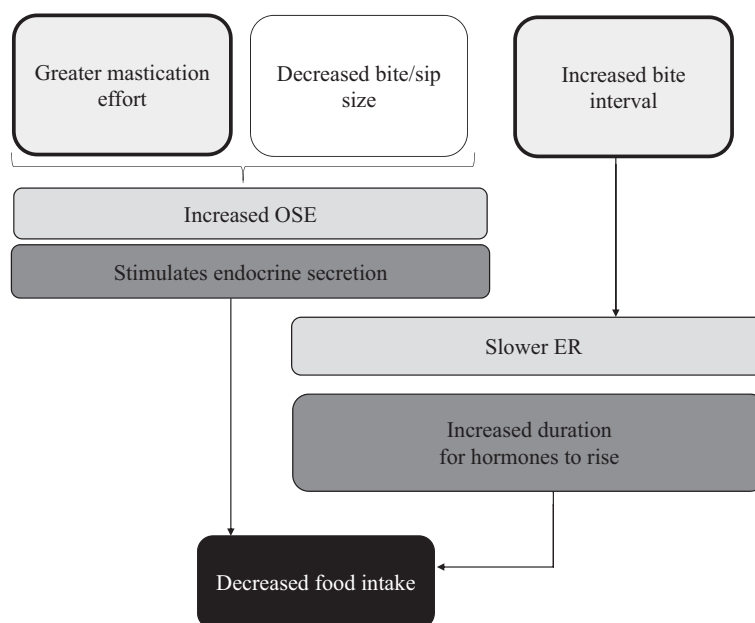 Greater mastication
effort
Decreased bite/sip
size
Increased bite
interval
Increased OSE
Stimulates endocrine secretion
Slower ER
Increased duration
for hormones to rise
Decreased food intake